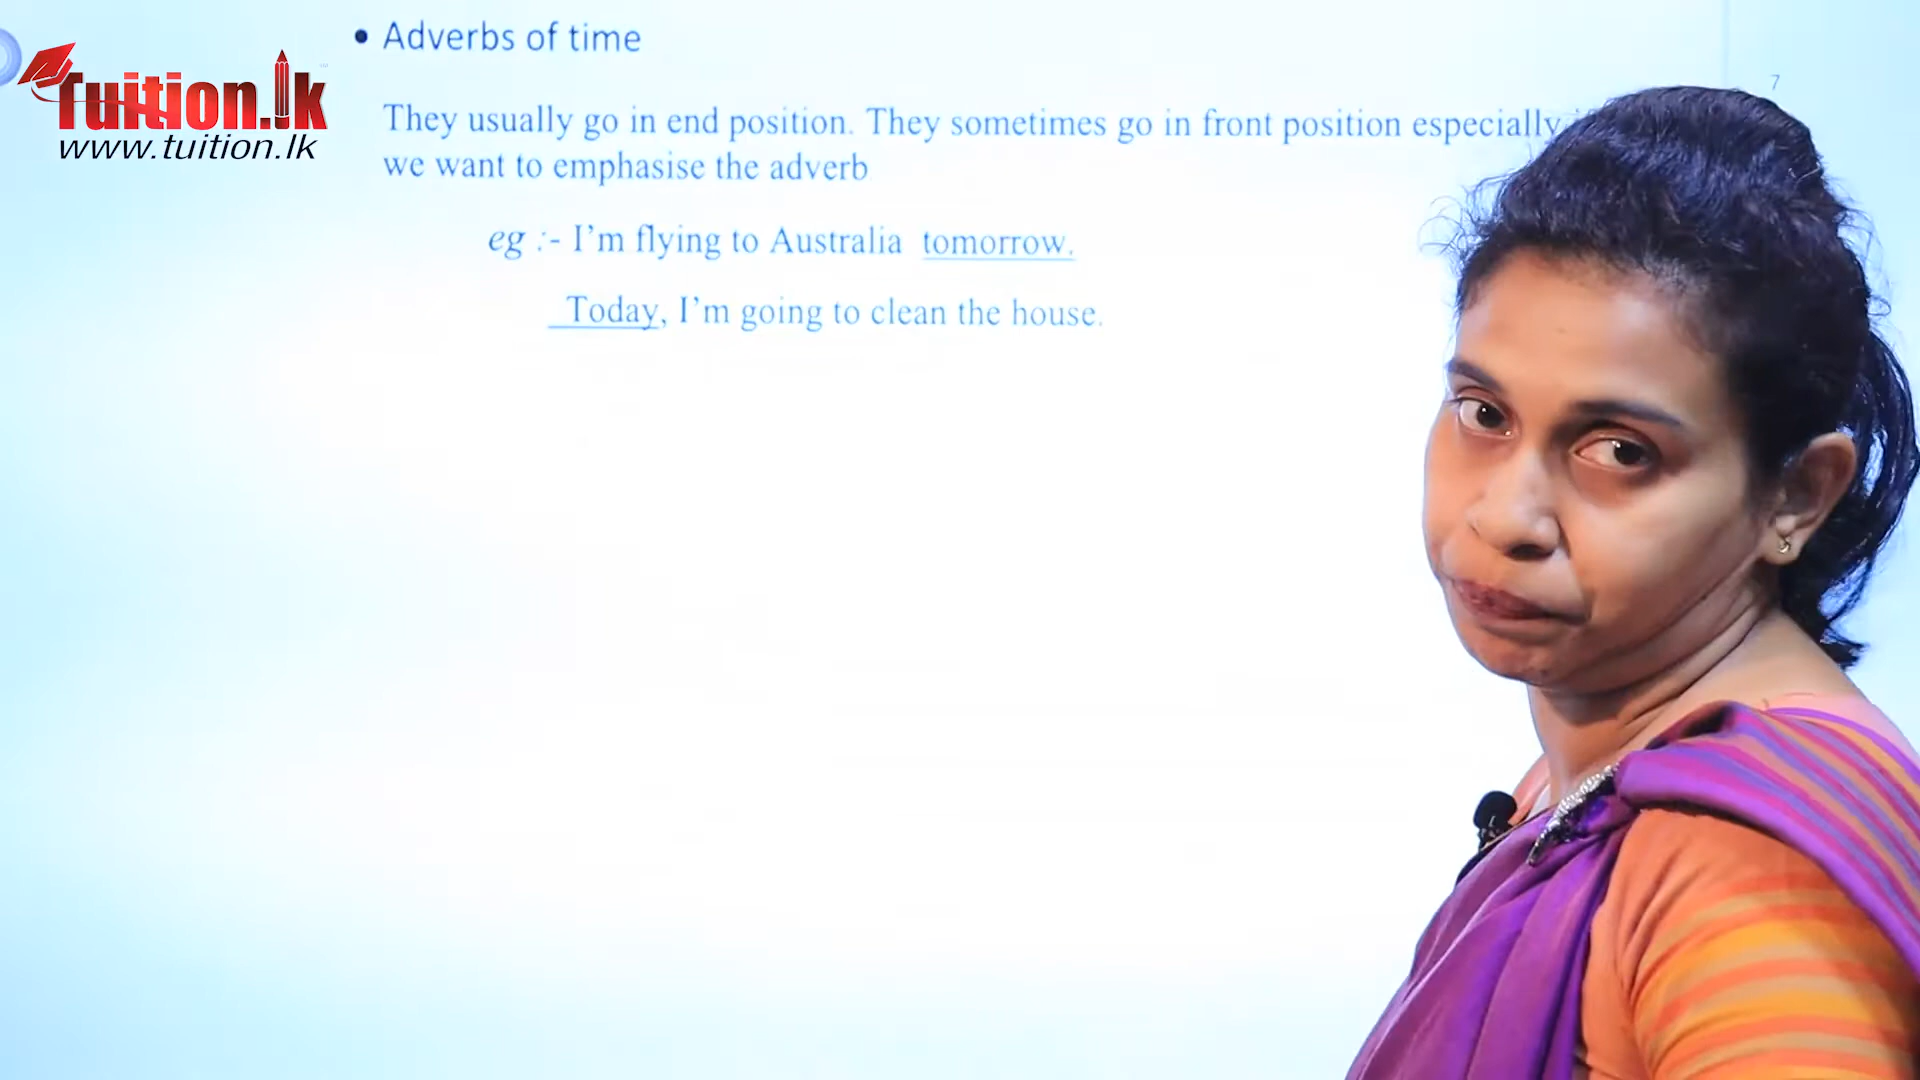 • Adverbs of time
Tuition.lk
www.tuition.lk
7
They usually go in end position. They sometimes go in front position especially
we want to emphasise the adverb
eg :- I’m flying to Australia tomorrow.
Today, I’m going to clean the house.